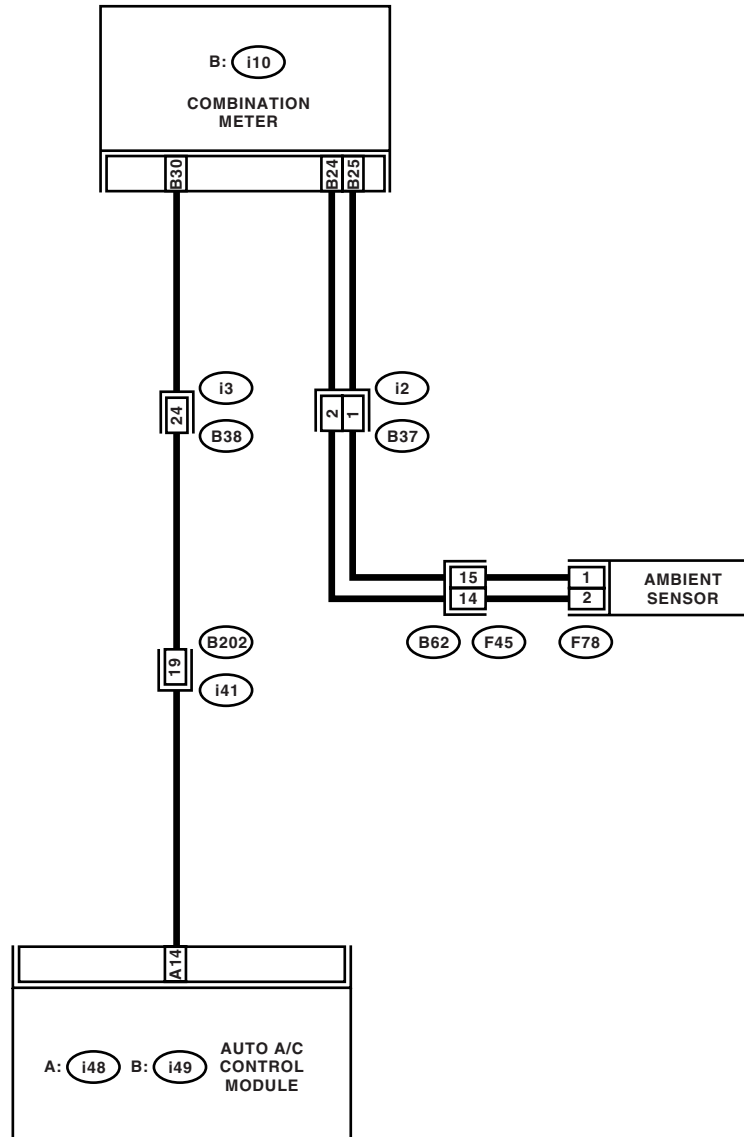 B: i10
COMBINATION
METER
B30
B24
B25
i3
24
B38
i2
2
1
B37
15
14
1
2
AMBIENT
SENSOR
B62
F45
F78
B202
19
i41
A14
A: i48 B: i49
AUTO A/C
CONTROL
MODULE